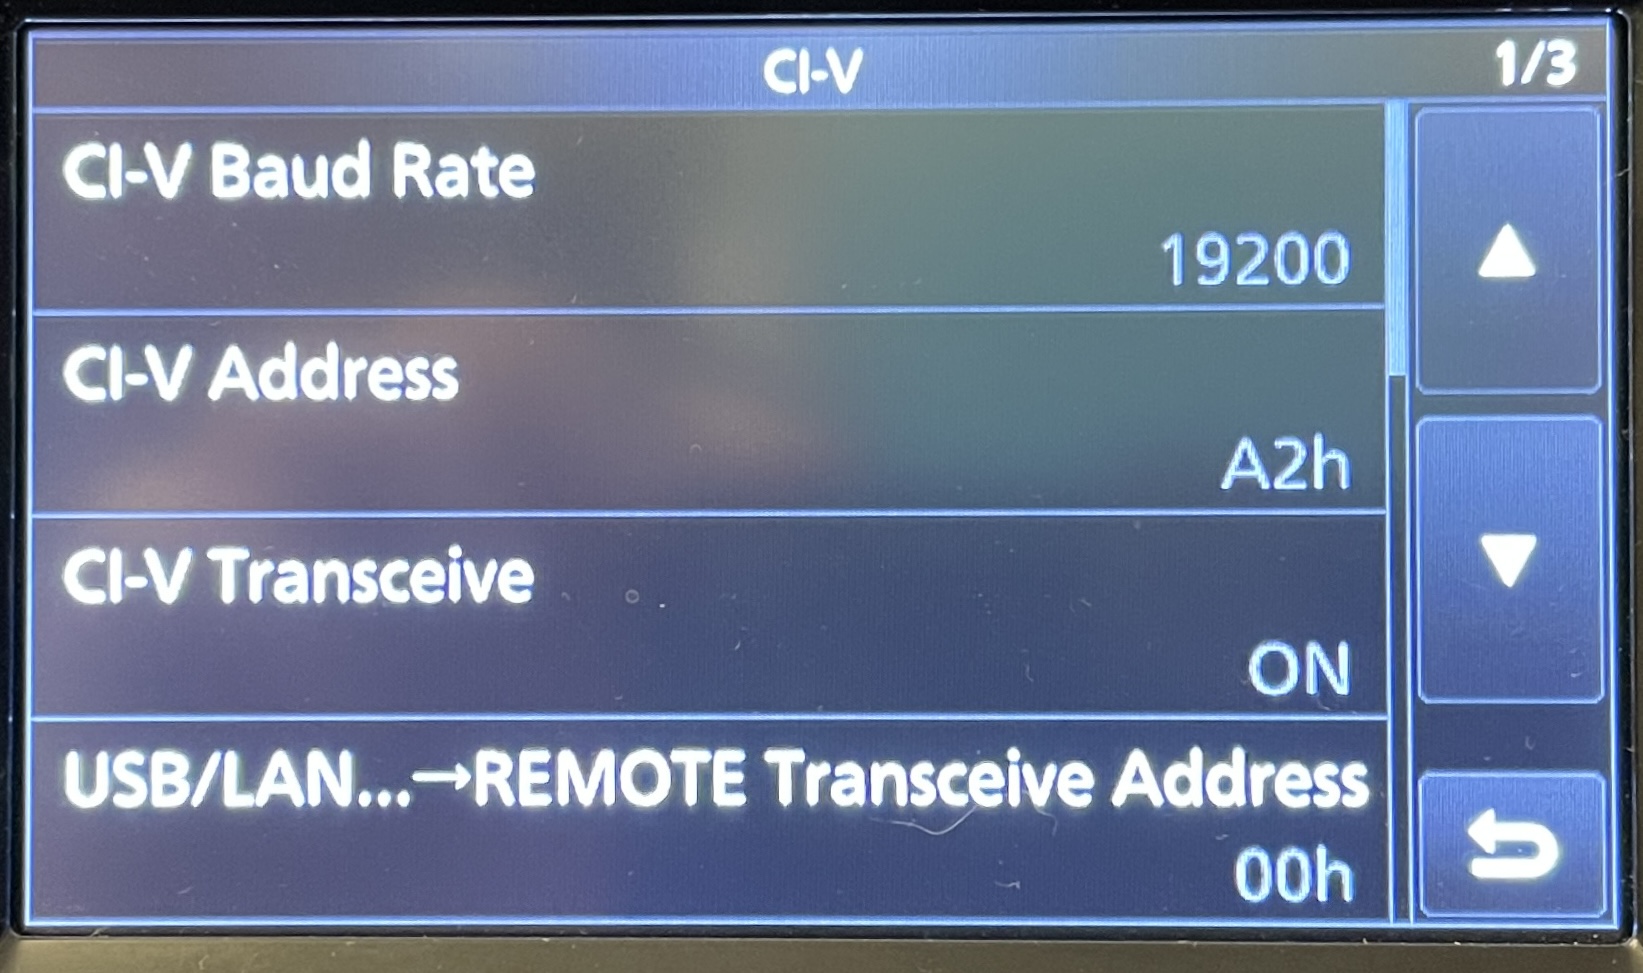 CI-V 1/3
CI-V Baud Rate
19200
CI-V Address
A2h
CI-V Transceive
ON
USB/LAN...→REMOTE Transceive Address
00h